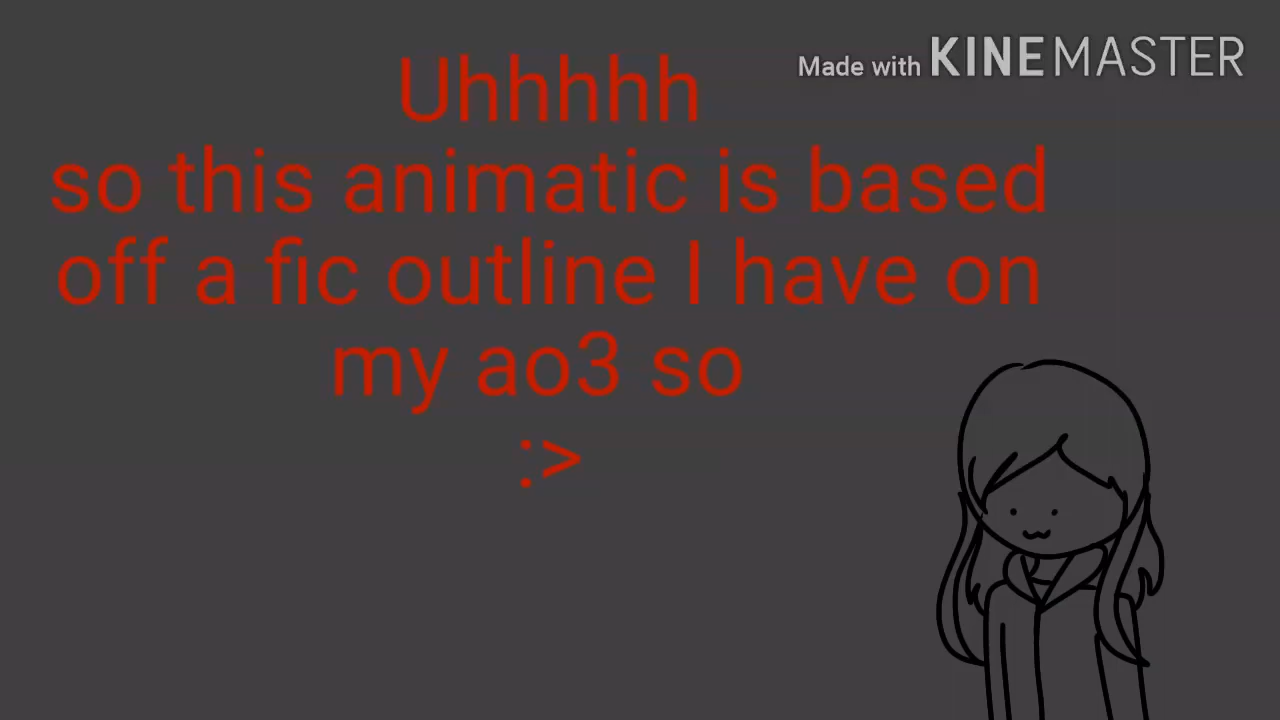 Made with KINEMASTER
Uhhhhh
so this animatic is based
off a fic outline I have on
my ao3 so
:>